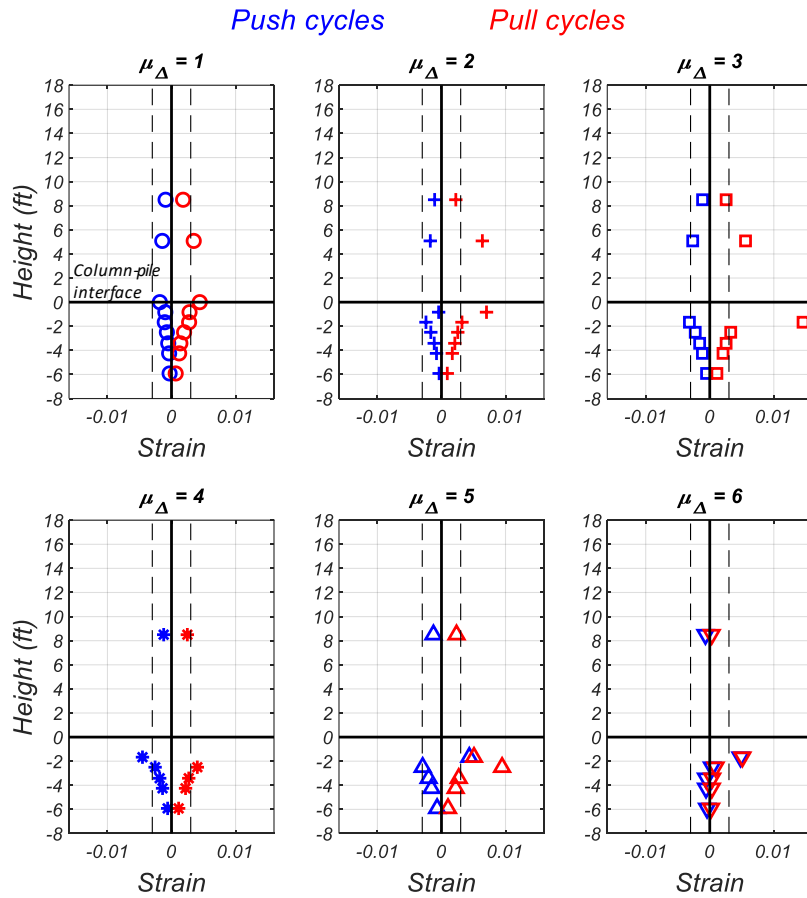 Push cycles Pull cycles
μΔ = 1 μΔ = 2 μΔ = 3
18 18 18
16 16 16
14 14 14
12 12 12
10 10 10
8 8 8
6 6 6
4 4 4
2 2 2
0 0 0
-2 -2 -2
-4 -4 -4
-6 -6 -6
-8 -8 -8
Height (ft)
Column-pile
interface
-0.01 0 0.01 -0.01 0 0.01 -0.01 0 0.01
Strain Strain Strain
μΔ = 4 μΔ = 5 μΔ = 6
18 18 18
16 16 16
14 14 14
12 12 12
10 10 10
8 8 8
6 6 6
4 4 4
2 2 2
0 0 0
-2 -2 -2
-4 -4 -4
-6 -6 -6
-8 -8 -8
Height (ft)
-0.01 0 0.01 -0.01 0 0.01 -0.01 0 0.01
Strain Strain Strain